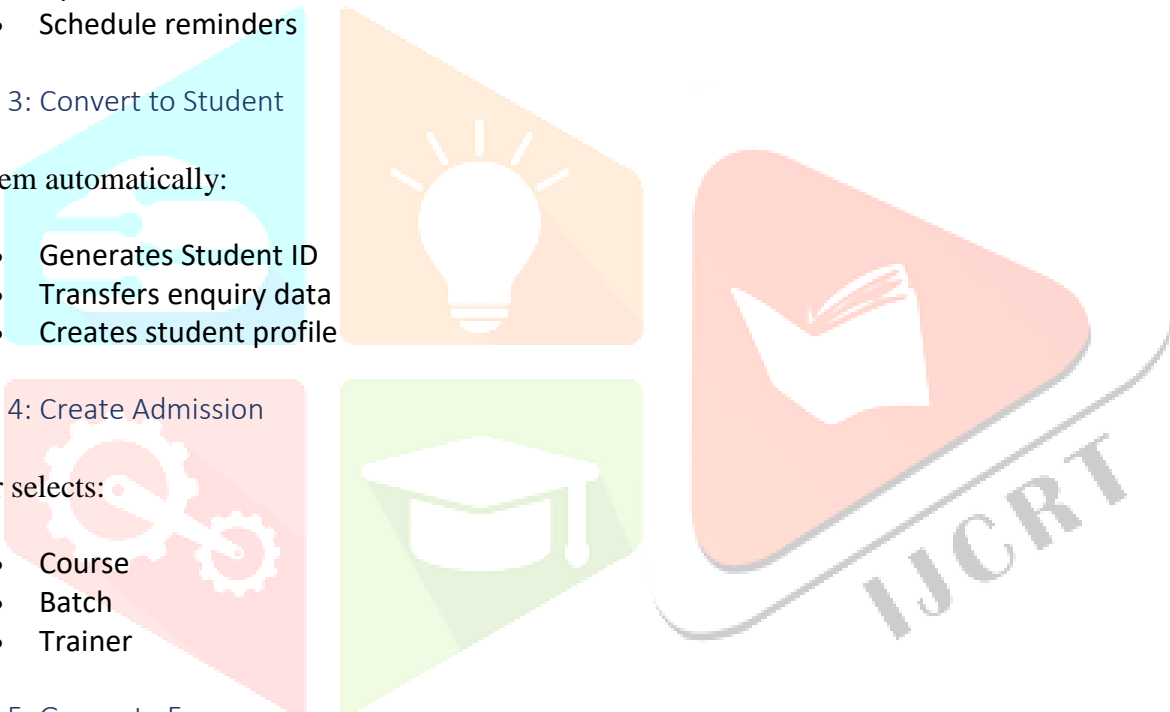 • Schedule reminders
3: Convert to Student
em automatically:
• Generates Student ID
• Transfers enquiry data
• Creates student profile
4: Create Admission
r selects:
• Course
• Batch
• Trainer
IJCRT